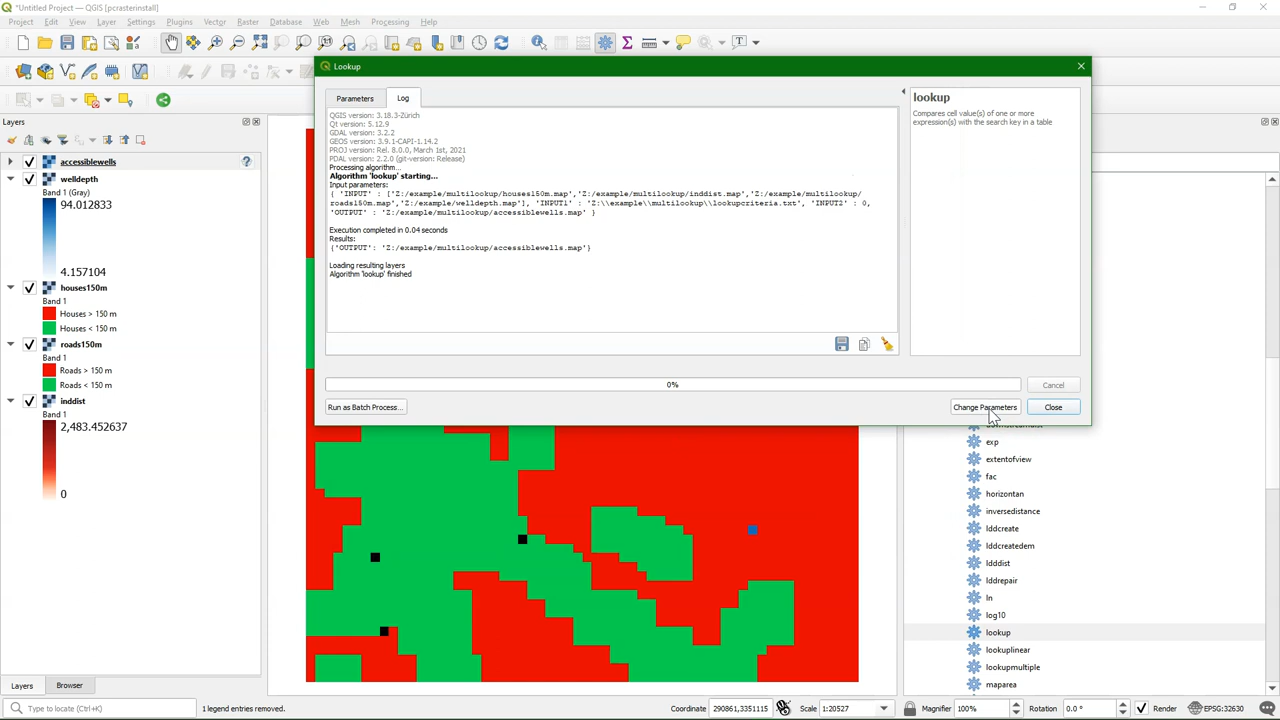 *Untitled Project — QGIS [pcrasterinstall]
Project Edit View Layer Settings Plugins Vector Raster Database Web Mesh Processing Help
Lookup
Parameters Log
QGIS version: 3.18.3-Zürich
Qt version: 5.12.9
GDAL version: 3.2.2
GEOS version: 3.9.1-CAPI-1.14.2
PROJ version: Rel. 8.0.0, March 1st, 2021
PDAL version: 2.2.0 (git-version: Release)
Processing algorithm…
Algorithm 'lookup' starting…
Input parameters:
{ 'INPUT' : ['Z:/example/multilookup/houses150m.map','Z:/example/multilookup/inddist.map','Z:/example/multilookup/
roads150m.map','Z:/example/welldepth.map'], 'INPUT1' : 'Z:\\example\\multilookup\\lookupcriteria.txt', 'INPUT2' : 0,
'OUTPUT' : 'Z:/example/multilookup/accessiblewells.map' }
Execution completed in 0.04 seconds
Results:
{'OUTPUT': 'Z:/example/multilookup/accessiblewells.map'}
Loading resulting layers
Algorithm 'lookup' finished
lookup
Compares cell value(s) of one or more
expression(s) with the search key in a table
0%
Cancel
Run as Batch Process…
Change Parameters
Close
Layers
accessiblewells
welldepth
Band 1 (Gray)
94.012833
4.157104
houses150m
Band 1
Houses > 150 m
Houses < 150 m
roads150m
Band 1
Roads > 150 m
Roads < 150 m
inddist
Band 1
2,483.452637
0
exp
extentofview
fac
horizontan
inversedistance
lddcreate
lddcreatedem
ldddist
lddrepair
ln
log10
lookup
lookuplinear
lookupmultiple
maparea
Layers Browser
Type to locate (Ctrl+K)
1 legend entries removed.
Coordinate 290861,3351115
Scale 1:20527
Magnifier 100%
Rotation 0.0 °
Render
EPSG:32630